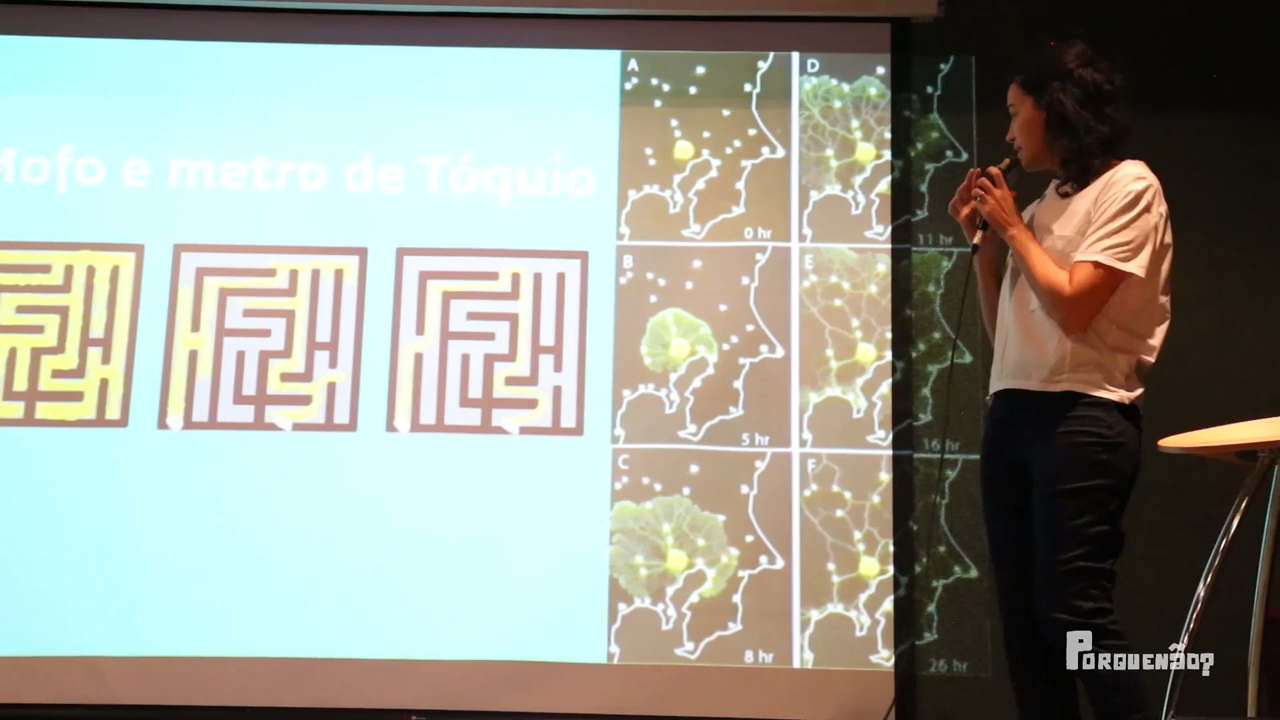 Mofo e metro de Tóquio
A
0 hr
B
5 hr
C
8 hr
D
11 hr
E
16 hr
F
26 hr
PORQUENÃO?